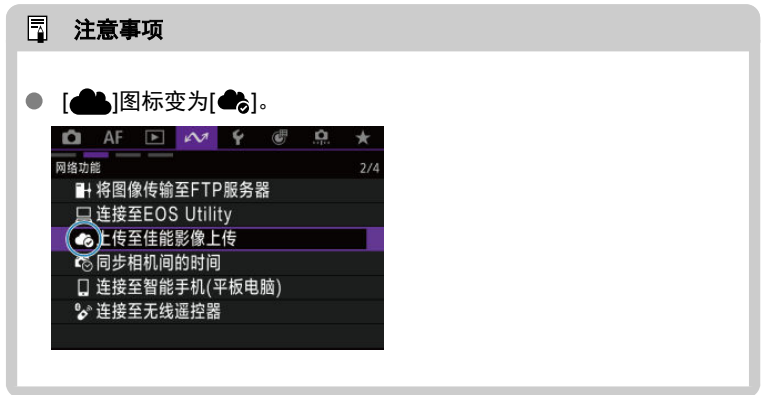 注意事项
[]图标变为[]。
AF
网络功能 2/4
将图像传输至FTP服务器
连接至EOS Utility
上传至佳能影像上传
同步相机间的时间
连接至智能手机(平板电脑)
连接至无线遥控器